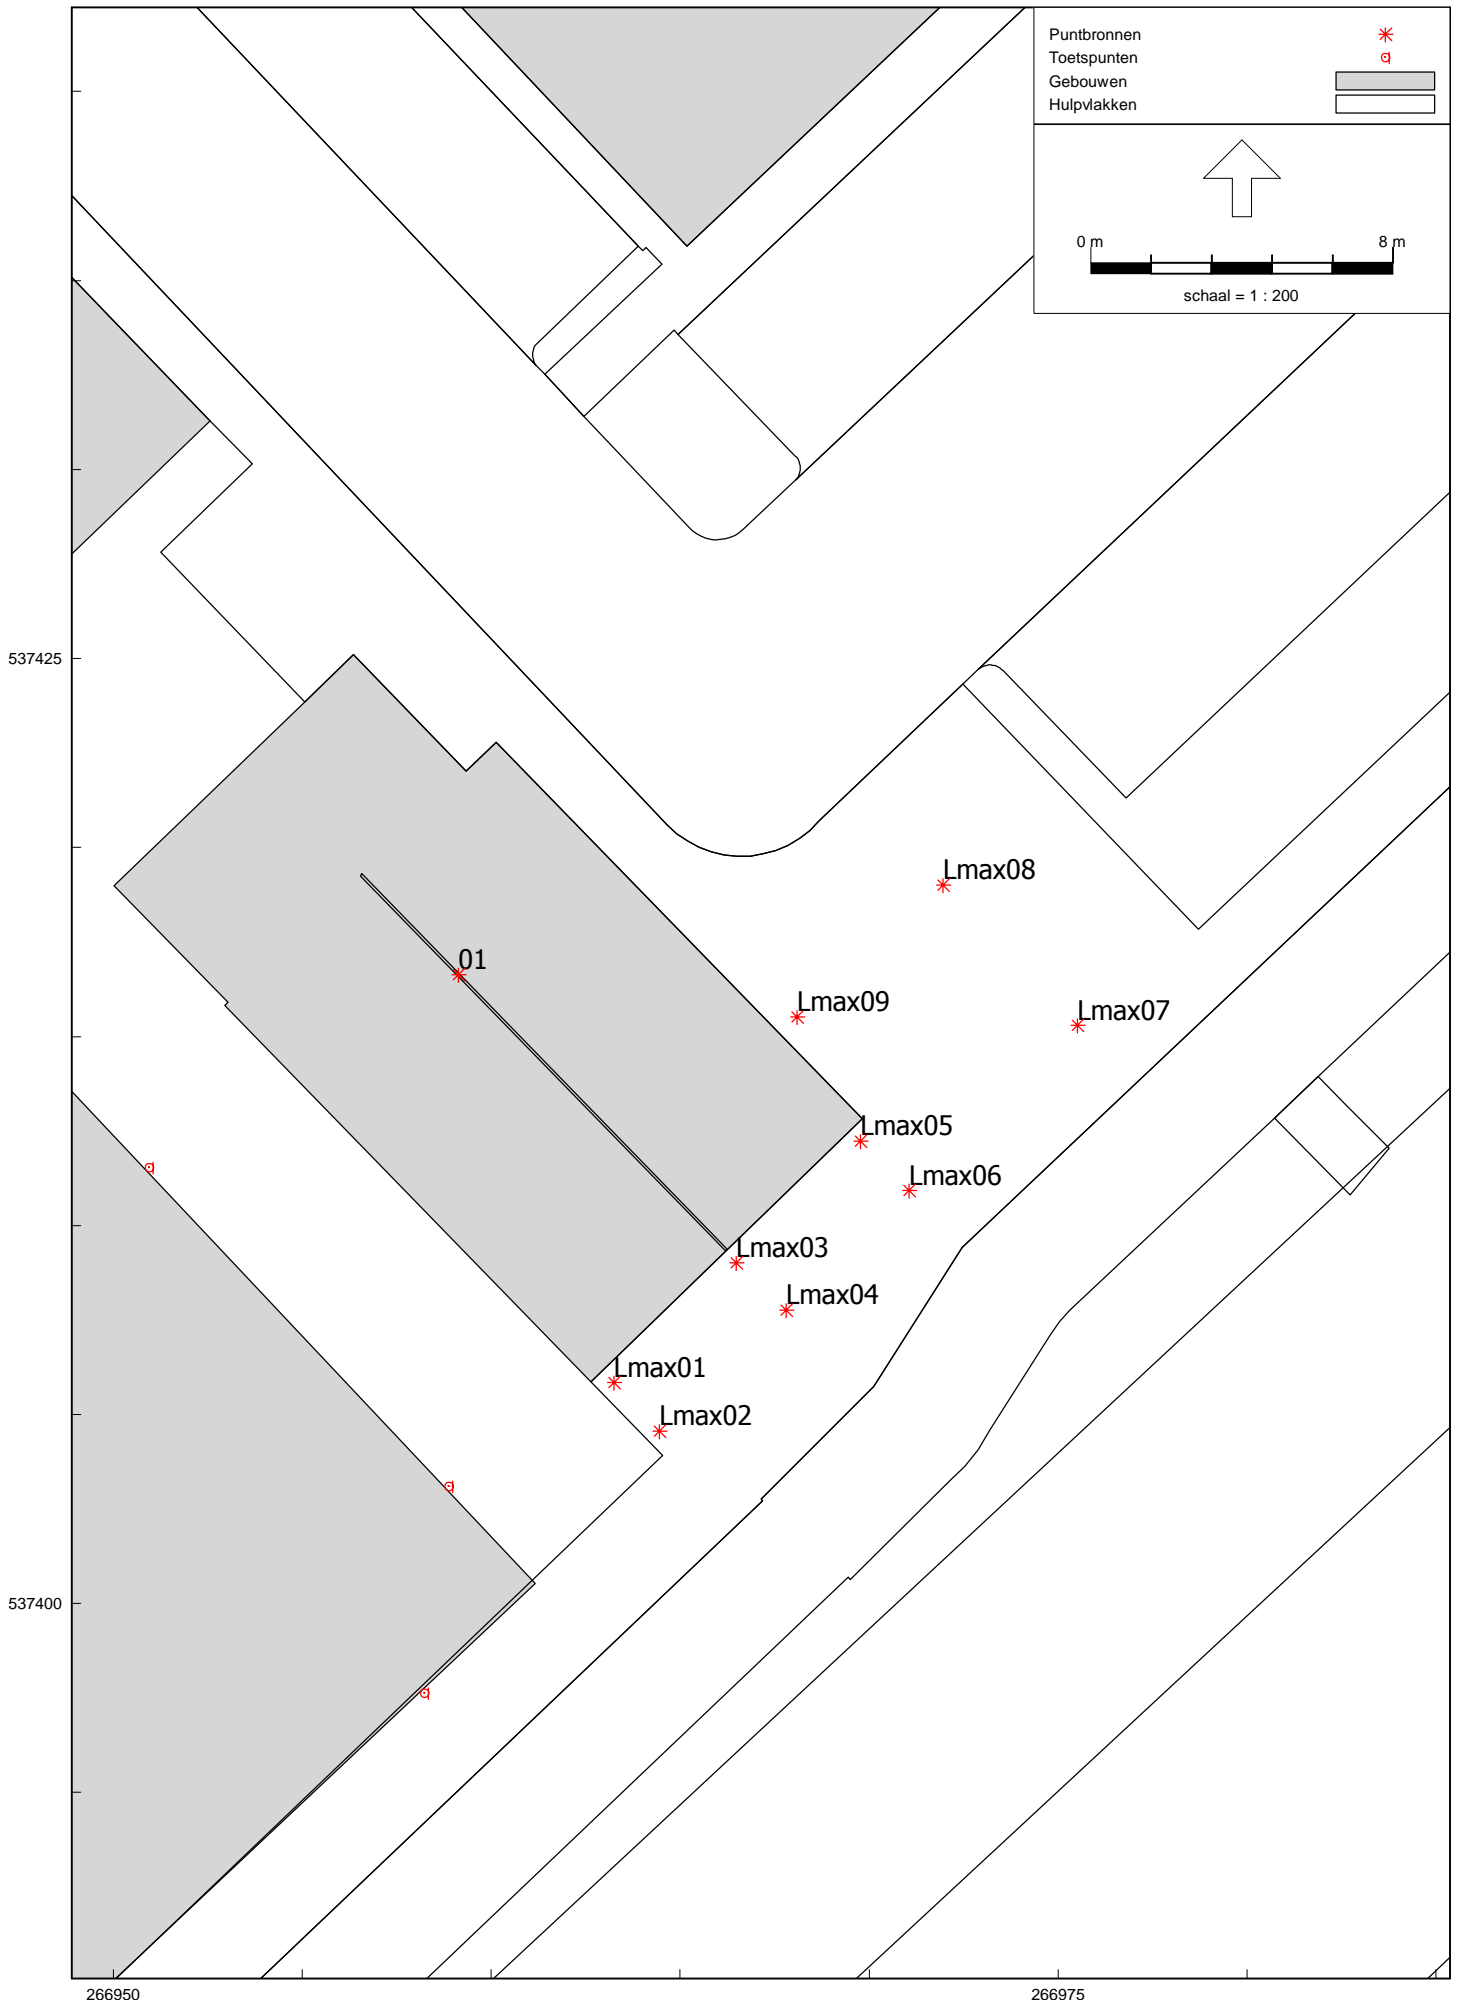 Puntbronnen
Toetspunten
Gebouwen
Hulpvlakken
0 m 8 m
schaal = 1 : 200
537425
Lmax08
01
Lmax09
Lmax07
Lmax05
Lmax06
Lmax03
Lmax04
Lmax01
Lmax02
537400
266950 266975